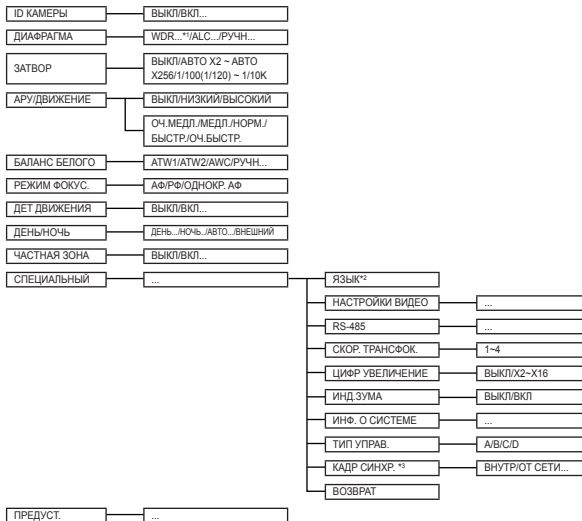 ID КАМЕРЫ ВЫКЛ/ВКЛ...
ДИАФРАГМА WDR...*¹/ALC.../РУЧН...
ЗАТВОР ВЫКЛ/АВТО X2 ~ АВТО
X256/1/100(1/120) ~ 1/10K
АРУ/ДВИЖЕНИЕ ВЫКЛ/НИЗКИЙ/ВЫСОКИЙ
ОЧ.МЕДЛ./МЕДЛ./НОРМ./
БЫСТР./ОЧ.БЫСТР.
БАЛАНС БЕЛОГО ATW1/ATW2/AWC/РУЧН...
РЕЖИМ ФОКУС. АФ/РФ/ОДНОКР. АФ
ДЕТ ДВИЖЕНИЯ ВЫКЛ/ВКЛ...
ДЕНЬ/НОЧЬ ДЕНЬ.../НОЧЬ../АВТО.../ВНЕШНИЙ
ЧАСТНАЯ ЗОНА ВЫКЛ/ВКЛ...
СПЕЦИАЛЬНЫЙ ... ЯЗЫК*²
НАСТРОЙКИ ВИДЕО ...
RS-485 ...
СКОР. ТРАНСФОК. 1~4
ЦИФР УВЕЛИЧЕНИЕ ВЫКЛ/X2~X16
ИНД.ЗУМА ВЫКЛ/ВКЛ
ИНФ. О СИСТЕМЕ ...
ТИП УПРАВ. A/B/C/D
КАДР СИНХР. *³ ВНУТР/ОТ СЕТИ...
ВОЗВРАТ
ПРЕДУСТ. ...